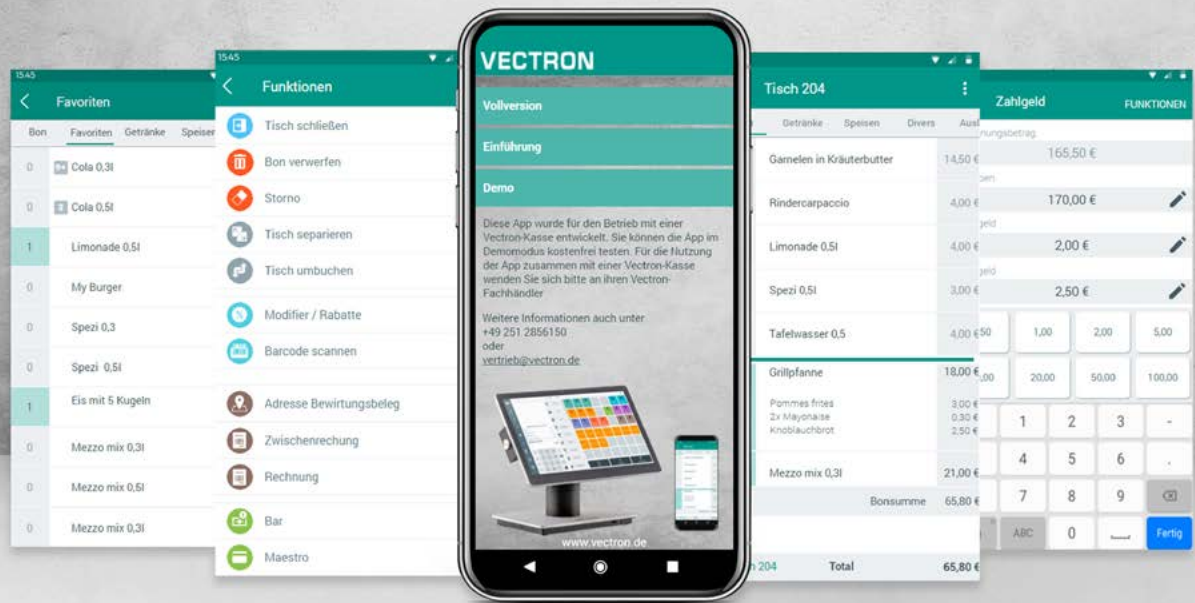 15:45
Favoriten
Bon Favoriten Getränke Speisen
0 Cola 0,3l
0 Cola 0,5l
1 Limonade 0,5l
0 My Burger
0 Spezi 0,3
0 Spezi 0,5l
1 Eis mit 5 Kugeln
0 Mezzo mix 0,3l
0 Mezzo mix 0,5l
0 Mezzo mix 0,3l
15:45
Funktionen
Tisch schließen
Bon verwerfen
Storno
Tisch separieren
Tisch umbuchen
Modifier / Rabatte
Barcode scannen
Adresse Bewirtungsbeleg
Zwischenrechung
Rechnung
Bar
Maestro
VECTRON
Vollversion
Einführung
Demo
Diese App wurde für den Betrieb mit einer
Vectron-Kasse entwickelt. Sie können die App im
Demomodus kostenfrei testen. Für die Nutzung
der App zusammen mit einer Vectron-Kasse
wenden Sie sich bitte an ihren Vectron-
Fachhändler
Weitere Informationen auch unter
+49 251 2856150
oder
vertrieb@vectron.de
www.vectron.de
Tisch 204
Getränke Speisen Divers
Garnelen in Kräuterbutter 14,50 €
Rindercarpaccio 4,00 €
Limonade 0,5l 4,00 €
Spezi 0,5l 3,00 €
Tafelwasser 0,5 4,00 €
Grillpfanne 18,00 €
Pommes frites 3,00 €
2x Mayonaise 0,30 €
Knoblauchbrot 2,50 €
Mezzo mix 0,3l 21,00 €
Bonsumme 65,80 €
204 Total 65,80 €
Zahlgeld FUNKTIONEN
nungsbetrag
165,50 €
170,00 €
geld
2,00 €
geld
2,50 €
50 1,00 2,00 5,00
,00 20,00 50,00 100,00
1 2 3 -
4 5 6 .
7 8 9
ABC 0 Fertig